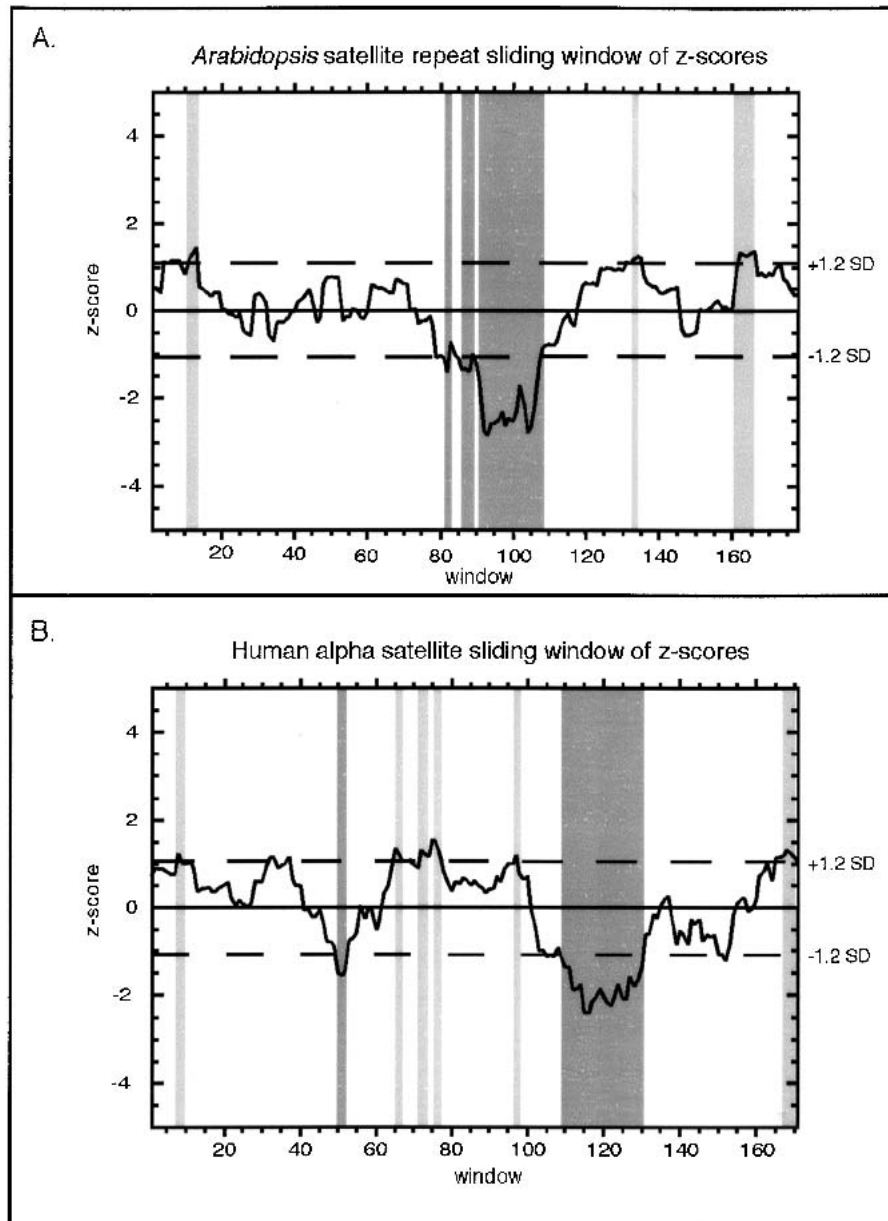 A.
Arabidopsis satellite repeat sliding window of z-scores
4
2
0
-2
-4
z-score
+1.2 SD
-1.2 SD
20 40 60 80 100 120 140 160
window
B.
Human alpha satellite sliding window of z-scores
4
2
0
-2
-4
z-score
+1.2 SD
-1.2 SD
20 40 60 80 100 120 140 160
window